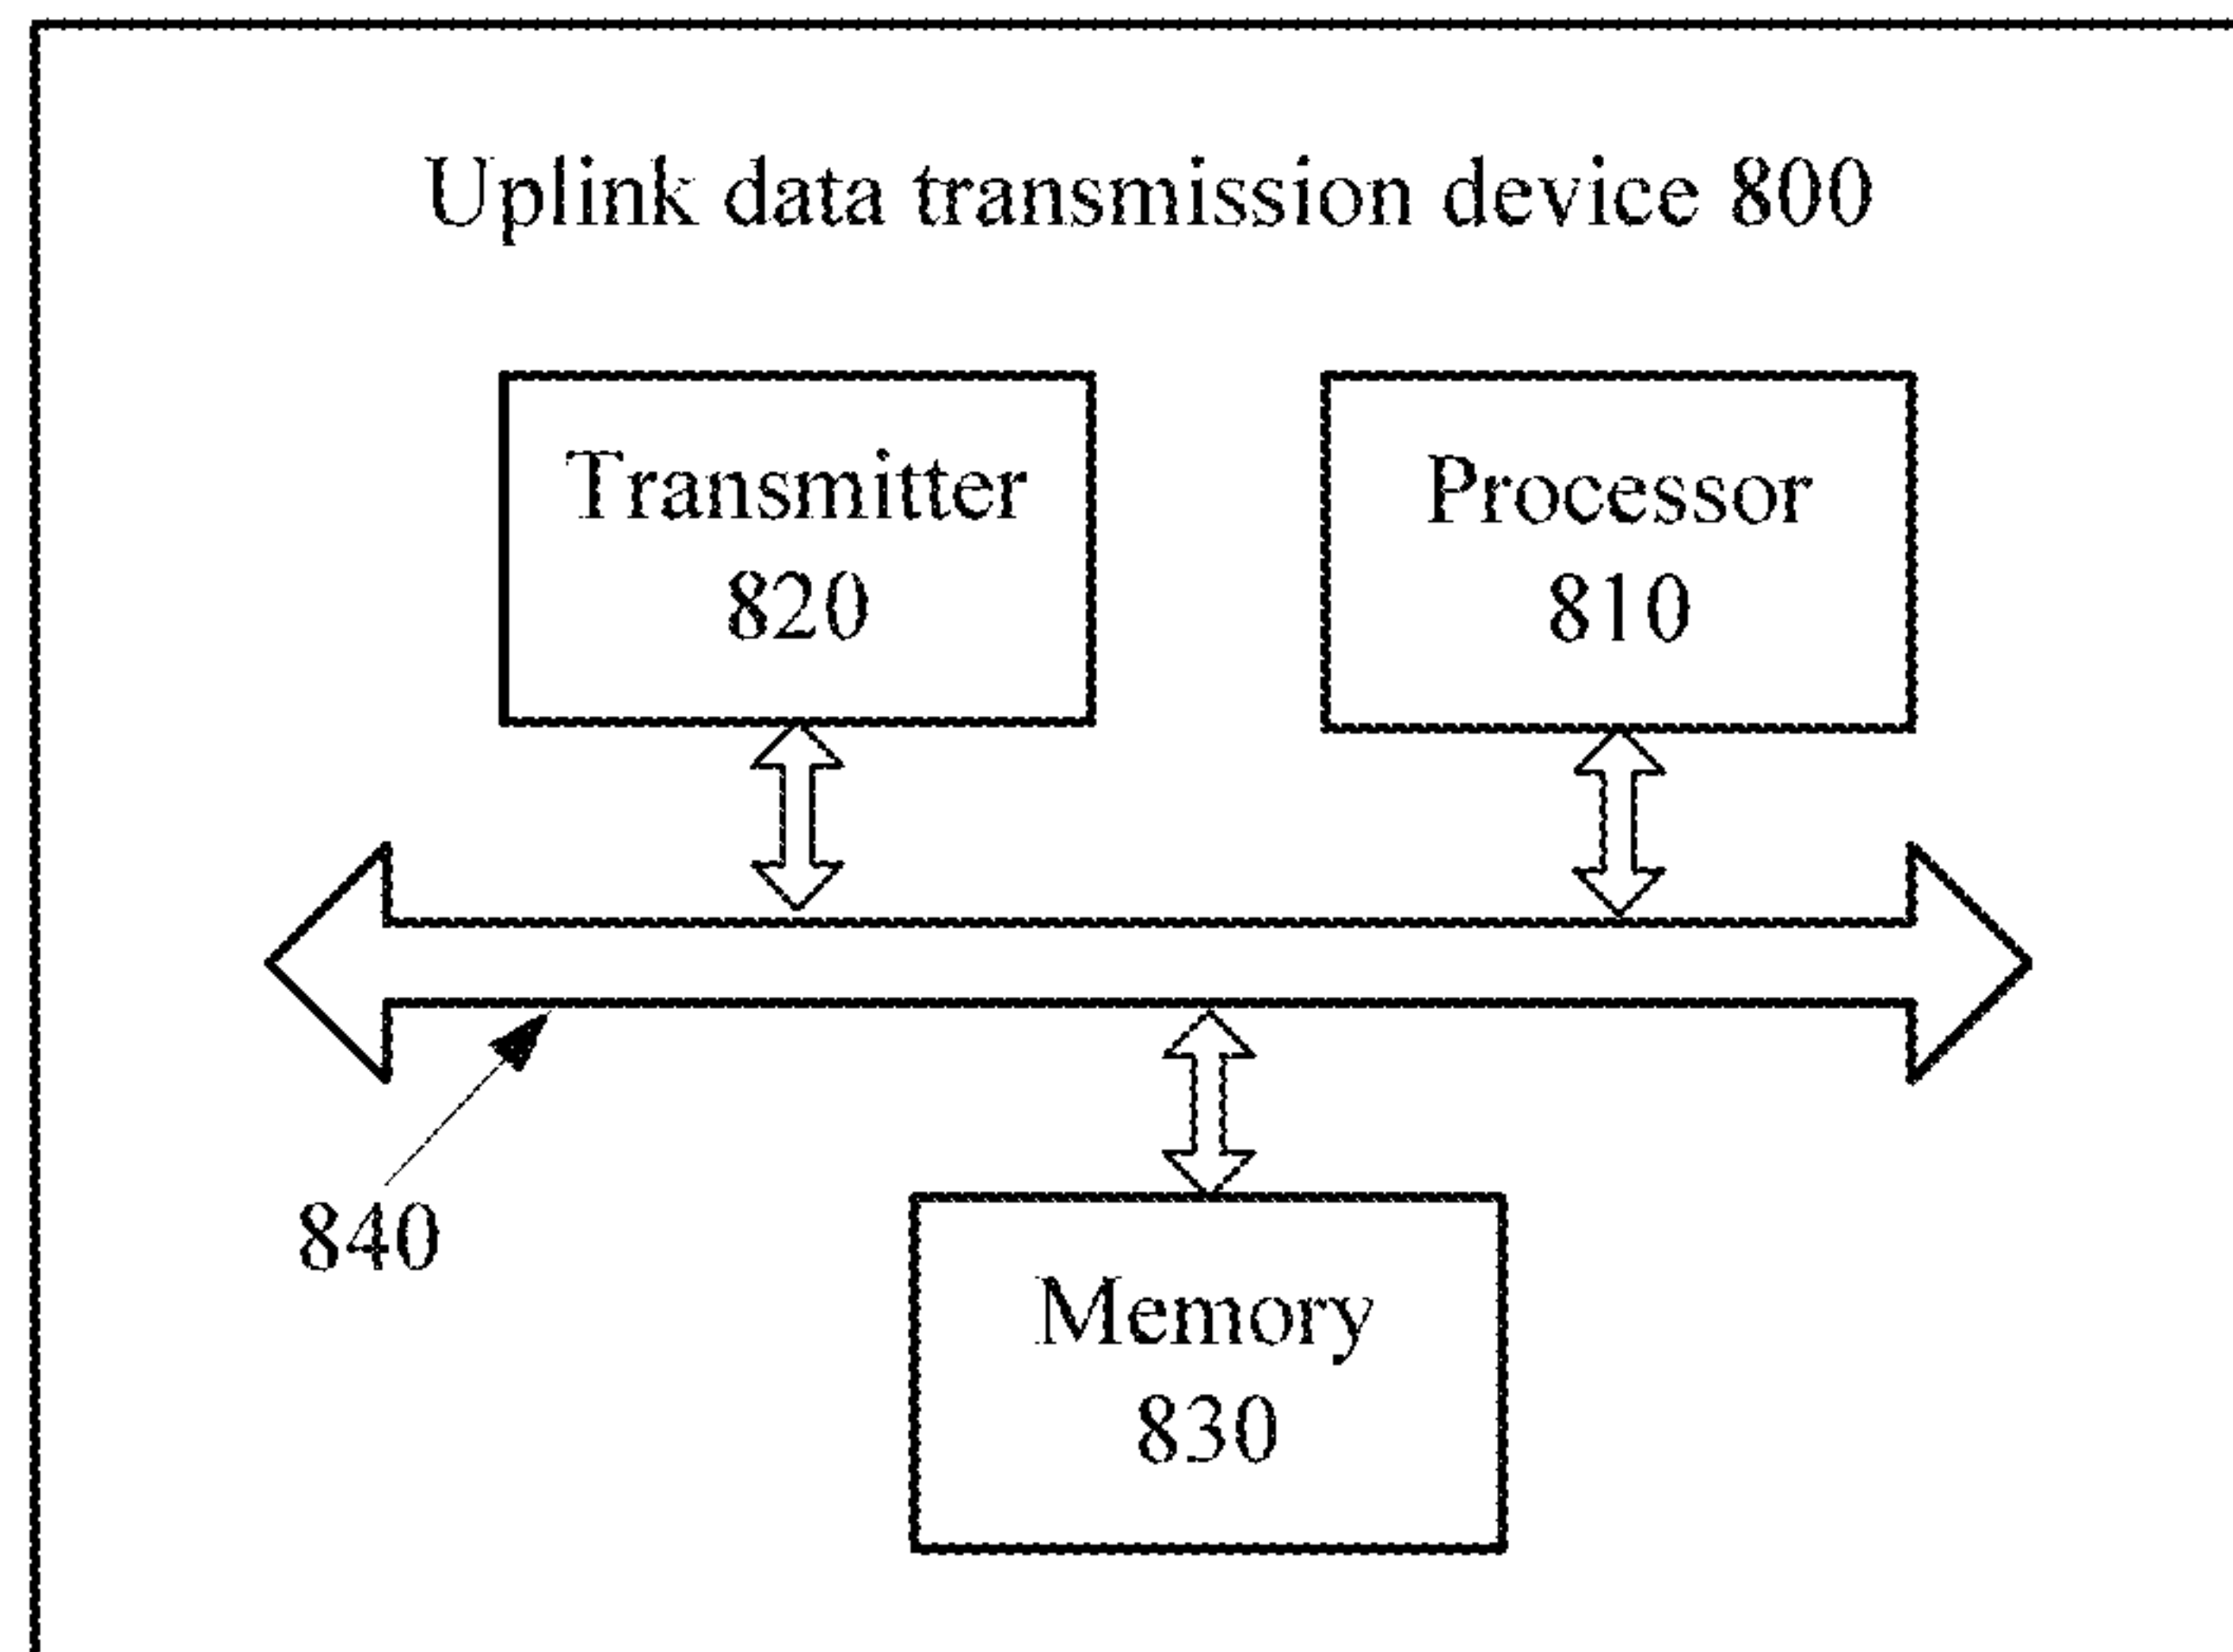 Uplink data transmission device 800
Transmitter
820
Processor
810
840
Memory
830